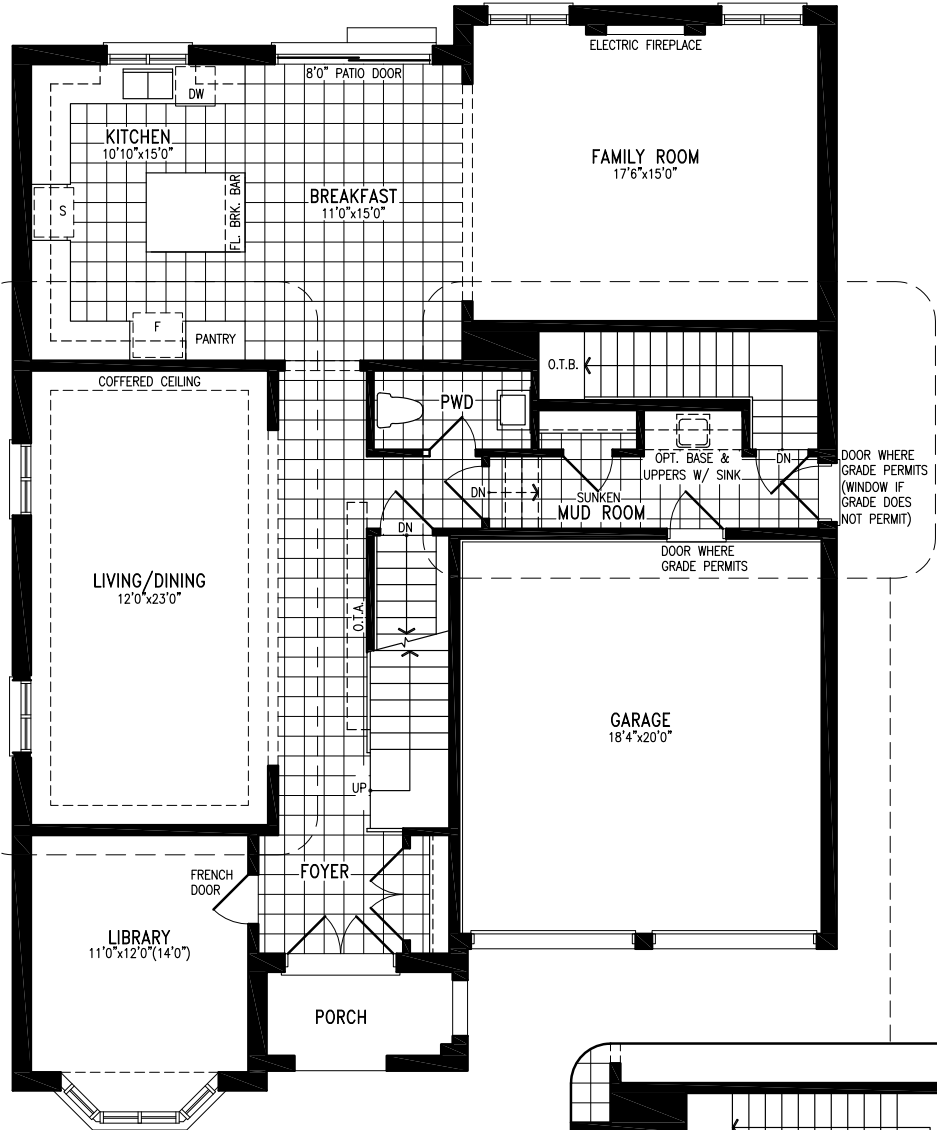 ELECTRIC FIREPLACE
8'0" PATIO DOOR
DW
KITCHEN
10'10"x15'0"
FAMILY ROOM
17'6"x15'0"
BREAKFAST
11'0"x15'0"
FL. BRK. BAR
S
F
PANTRY
O.T.B.
COFFERED CEILING
PWD
OPT. BASE &
UPPERS W/ SINK
DN
DOOR WHERE
GRADE PERMITS
(WINDOW IF
GRADE DOES
NOT PERMIT)
DN
SUNKEN
MUD ROOM
DN
DOOR WHERE
GRADE PERMITS
LIVING/DINING
12'0"x23'0"
O.T.A.
GARAGE
18'4"x20'0"
UP
FOYER
FRENCH
DOOR
LIBRARY
11'0"x12'0"(14'0")
PORCH